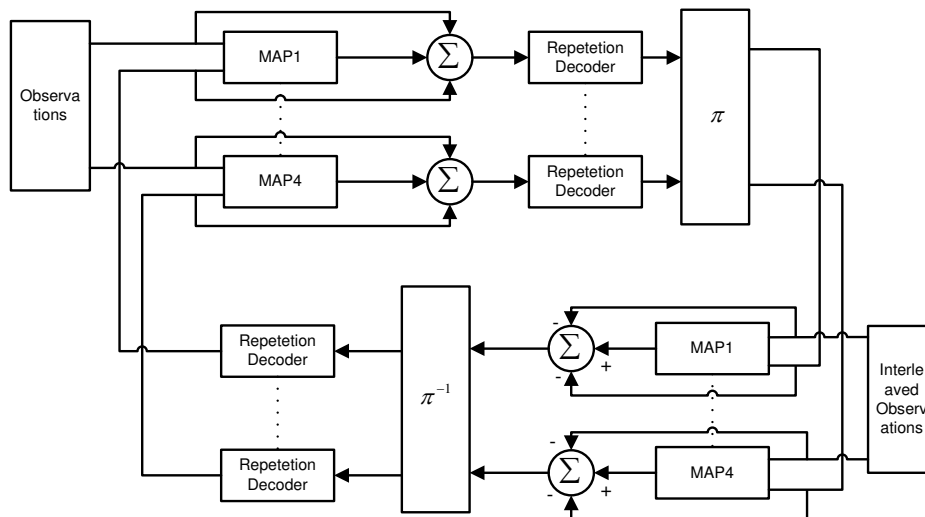 Observa
tions
MAP1
Σ
Repetetion
Decoder
π
MAP4
Σ
Repetetion
Decoder
Repetetion
Decoder
π⁻¹
-
Σ
-
+
MAP1
Interle
aved
Observ
ations
Repetetion
Decoder
-
Σ
-
+
MAP4